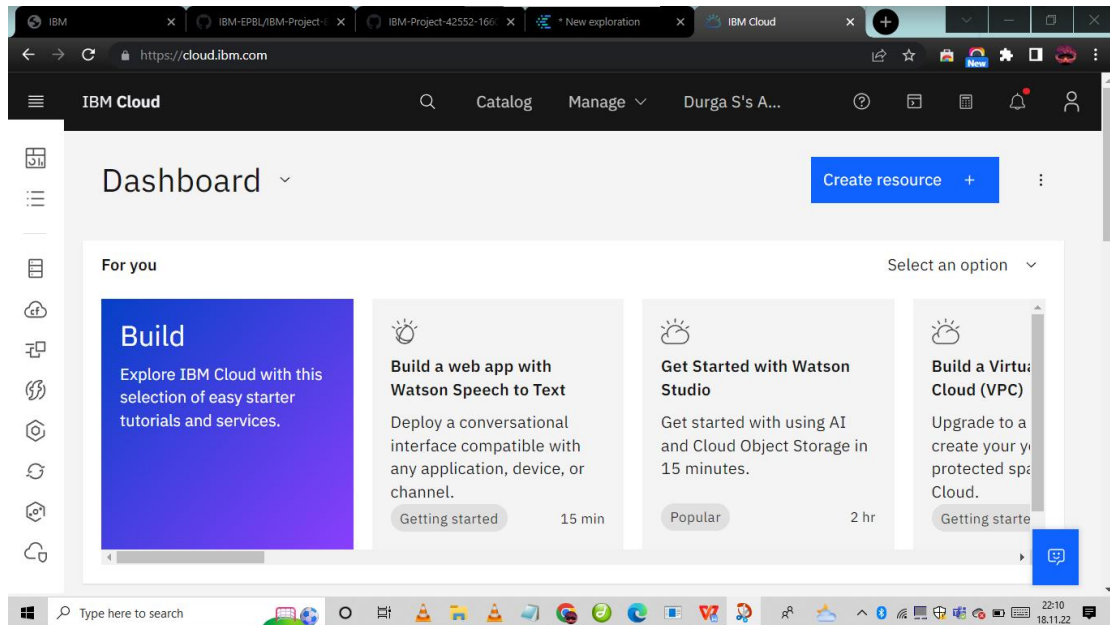 IBM
IBM-EPBL/IBM-Project-
IBM-Project-42552-166
* New exploration
IBM Cloud
https://cloud.ibm.com
New
IBM Cloud
Catalog
Manage
Durga S's A...
Dashboard
Create resource +
For you
Select an option
Build
Explore IBM Cloud with this
selection of easy starter
tutorials and services.
Build a web app with
Watson Speech to Text
Deploy a conversational
interface compatible with
any application, device, or
channel.
Getting started 15 min
Get Started with Watson
Studio
Get started with using AI
and Cloud Object Storage in
15 minutes.
Popular 2 hr
Build a Virtu
Cloud (VPC)
Upgrade to a
create your y
protected spa
Cloud.
Getting starte
Type here to search
22:10
18.11.22